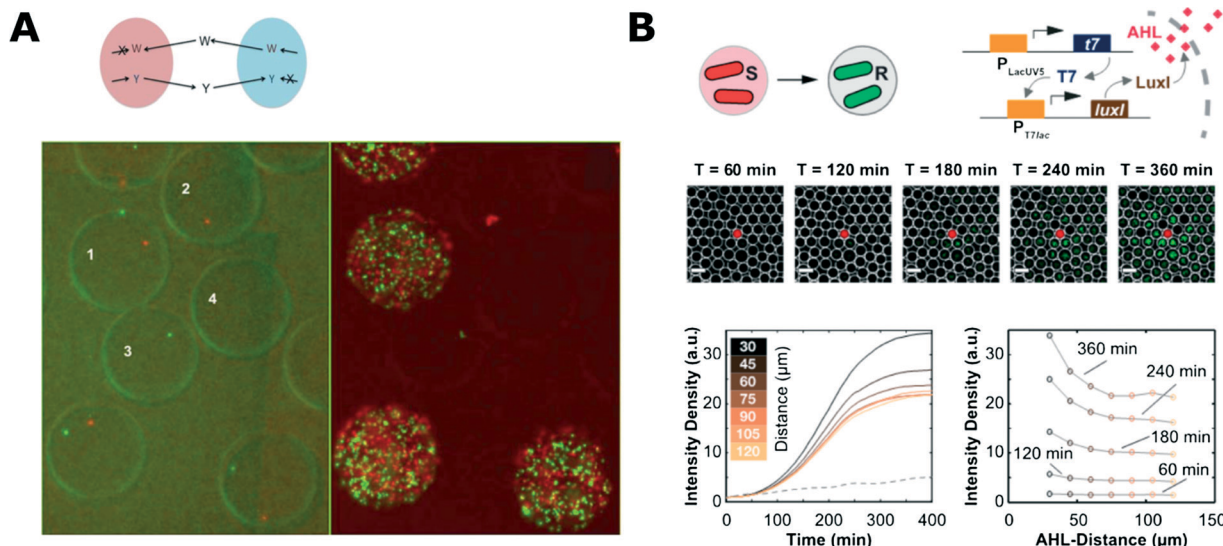 A
W
X W
W
Y
Y
Y X
1
2
3
4
B
S
R
t7
AHL
P LacUV5
T7
LuxI
luxI
P T7lac
T = 60 min
T = 120 min
T = 180 min
T = 240 min
T = 360 min
Intensity Density (a.u.)
30
20
10
0
30
45
60
75
90
105
120
Distance (µm)
0 100 200 300 400
Time (min)
Intensity Density (a.u.)
30
20
10
0
360 min
240 min
180 min
120 min
60 min
0 50 100 150
AHL-Distance (µm)